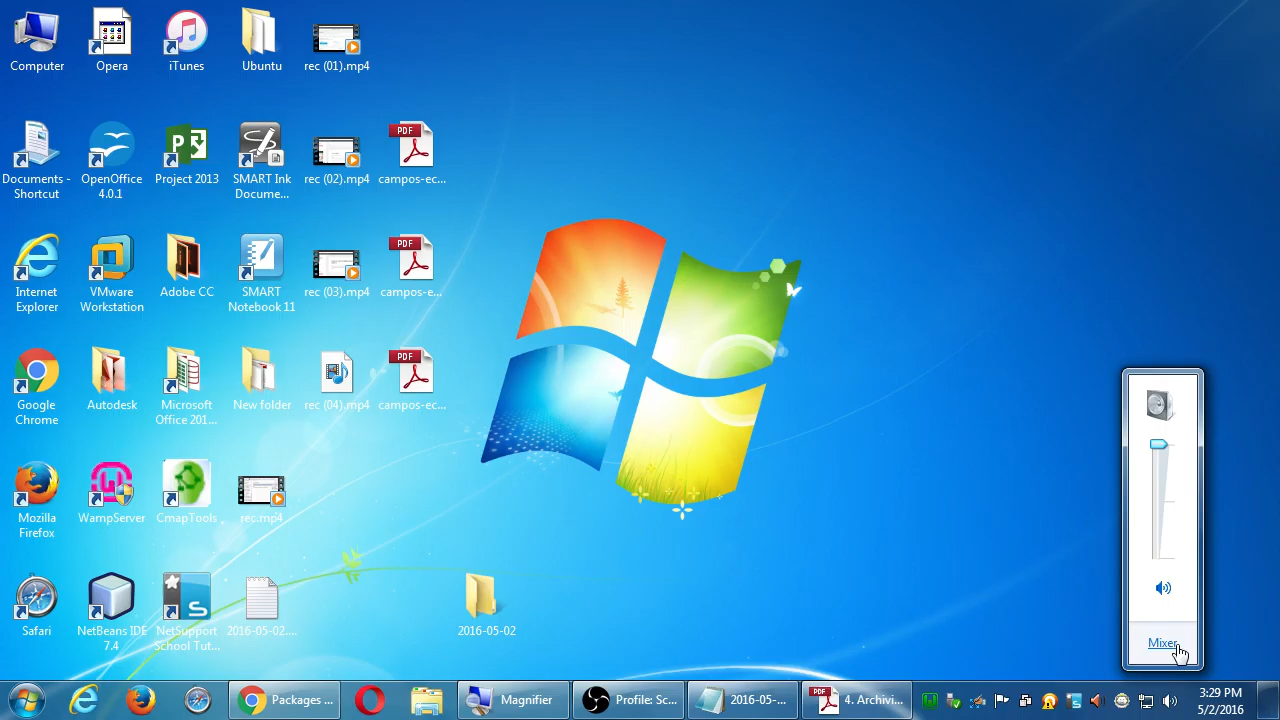 Computer
Opera
iTunes
Ubuntu
rec (01).mp4
Documents -
Shortcut
OpenOffice
4.0.1
Project 2013
SMART Ink
Docume...
rec (02).mp4
PDF
campos-ec...
Internet
Explorer
VMware
Workstation
Adobe CC
SMART
Notebook 11
rec (03).mp4
PDF
campos-e...
Google
Chrome
Autodesk
Microsoft
Office 201...
New folder
rec (04).mp4
PDF
campos-ec...
Mozilla
Firefox
WampServer
CmapTools
rec.mp4
Safari
NetBeans IDE
7.4
NetSupport
School Tut...
2016-05-02....
2016-05-02
Mixer
Packages ...
Magnifier
Profile: Sc...
2016-05-...
PDF
4. Archivi...
3:29 PM
5/2/2016